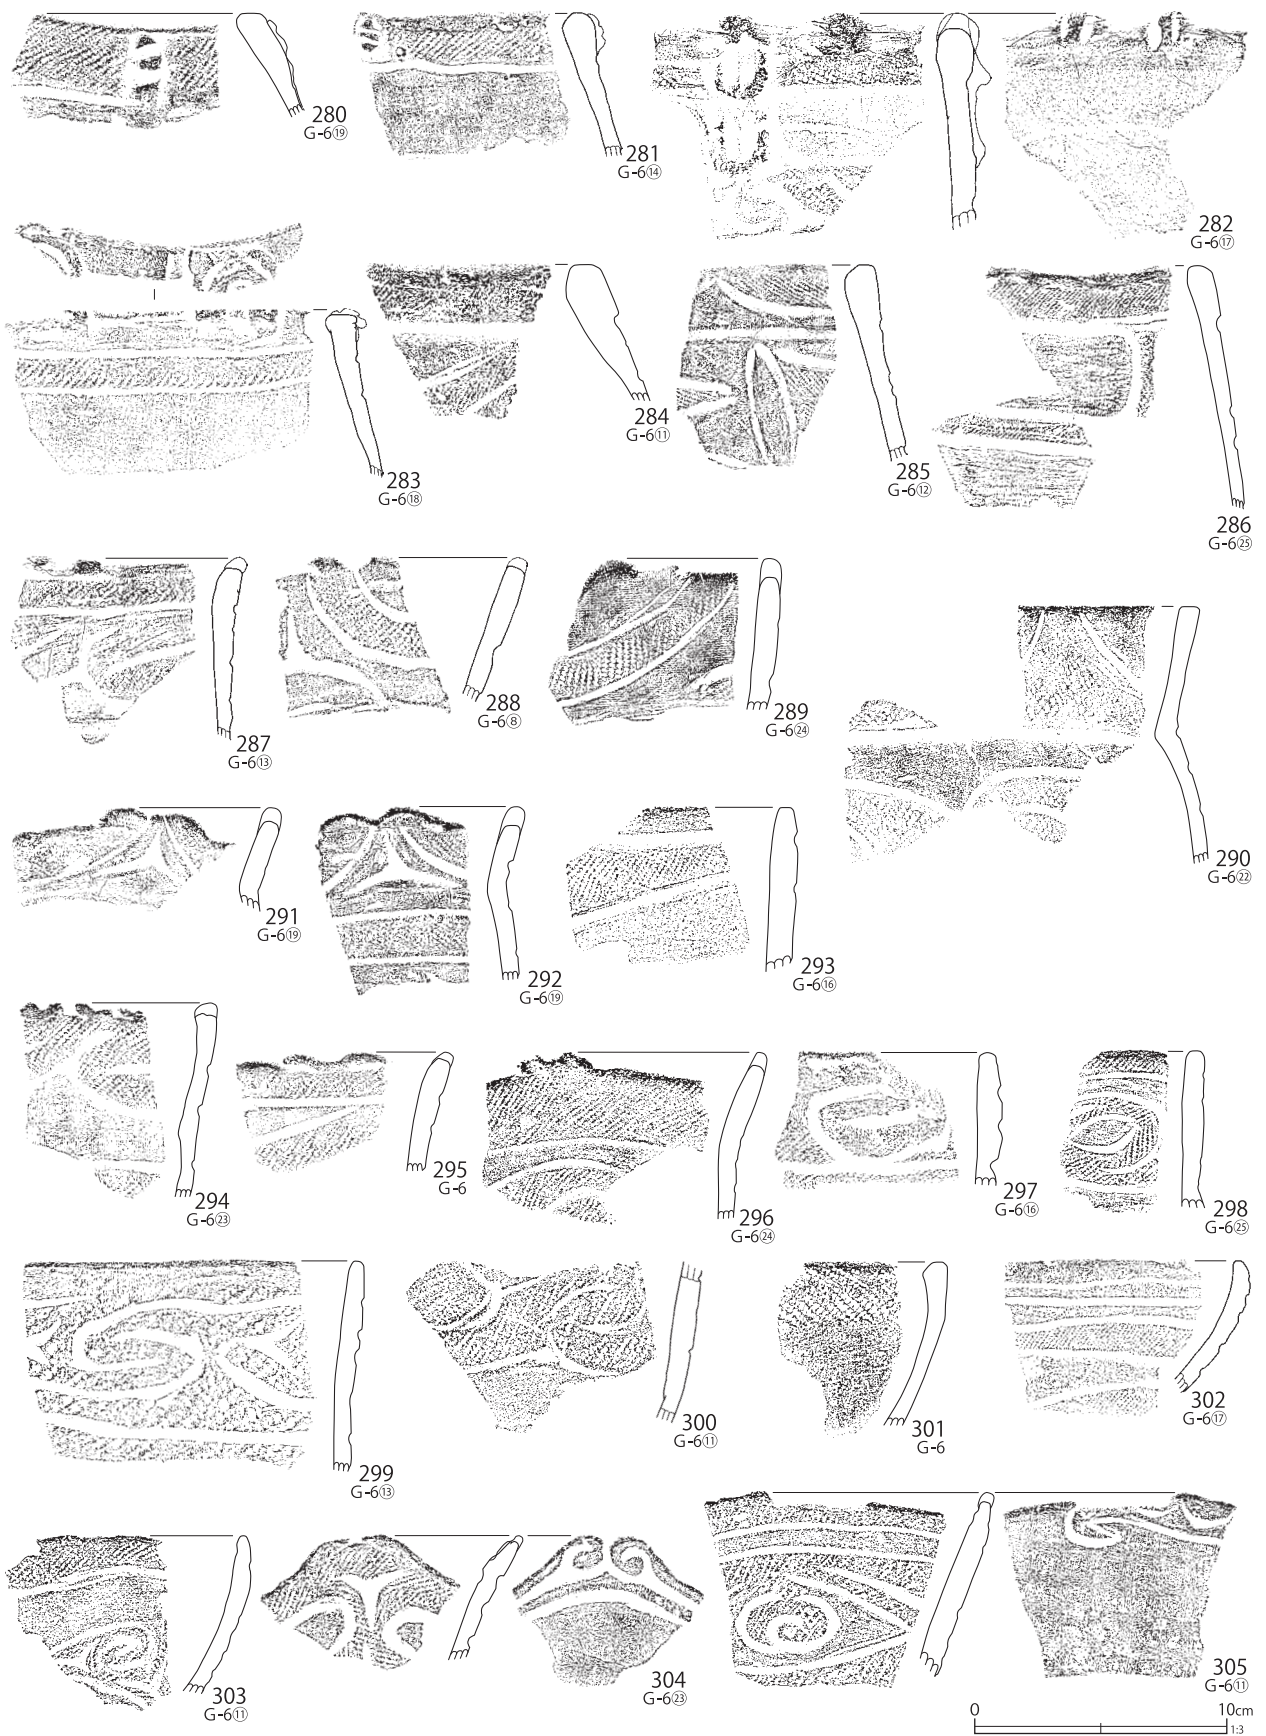 280
G-6⑲
281
G-6⑭
282
G-6⑰
283
G-6⑱
284
G-6⑪
285
G-6⑫
286
G-6㉕
287
G-6⑬
288
G-6⑧
289
G-6㉔
290
G-6㉒
291
G-6⑲
292
G-6⑲
293
G-6⑯
294
G-6㉓
295
G-6
296
G-6㉔
297
G-6⑯
298
G-6㉕
299
G-6⑬
300
G-6⑪
301
G-6
302
G-6⑰
303
G-6⑪
304
G-6㉓
305
G-6⑪
0 10cm
1:3